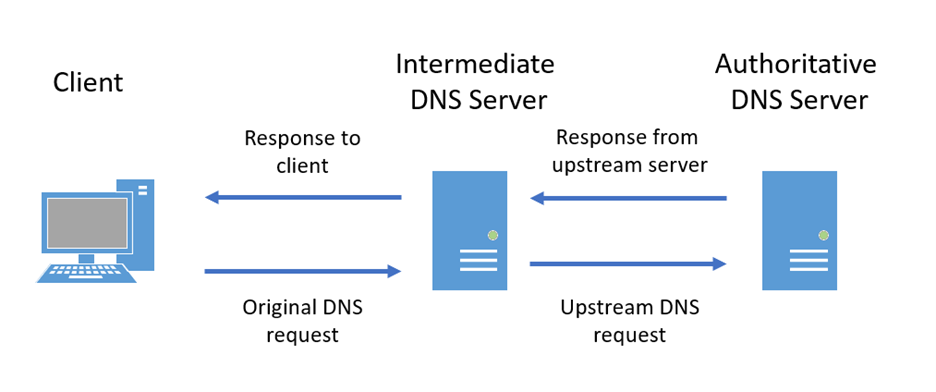 Client
Intermediate
DNS Server
Authoritative
DNS Server
Response to
client
Response from
upstream server
Original DNS
request
Upstream DNS
request